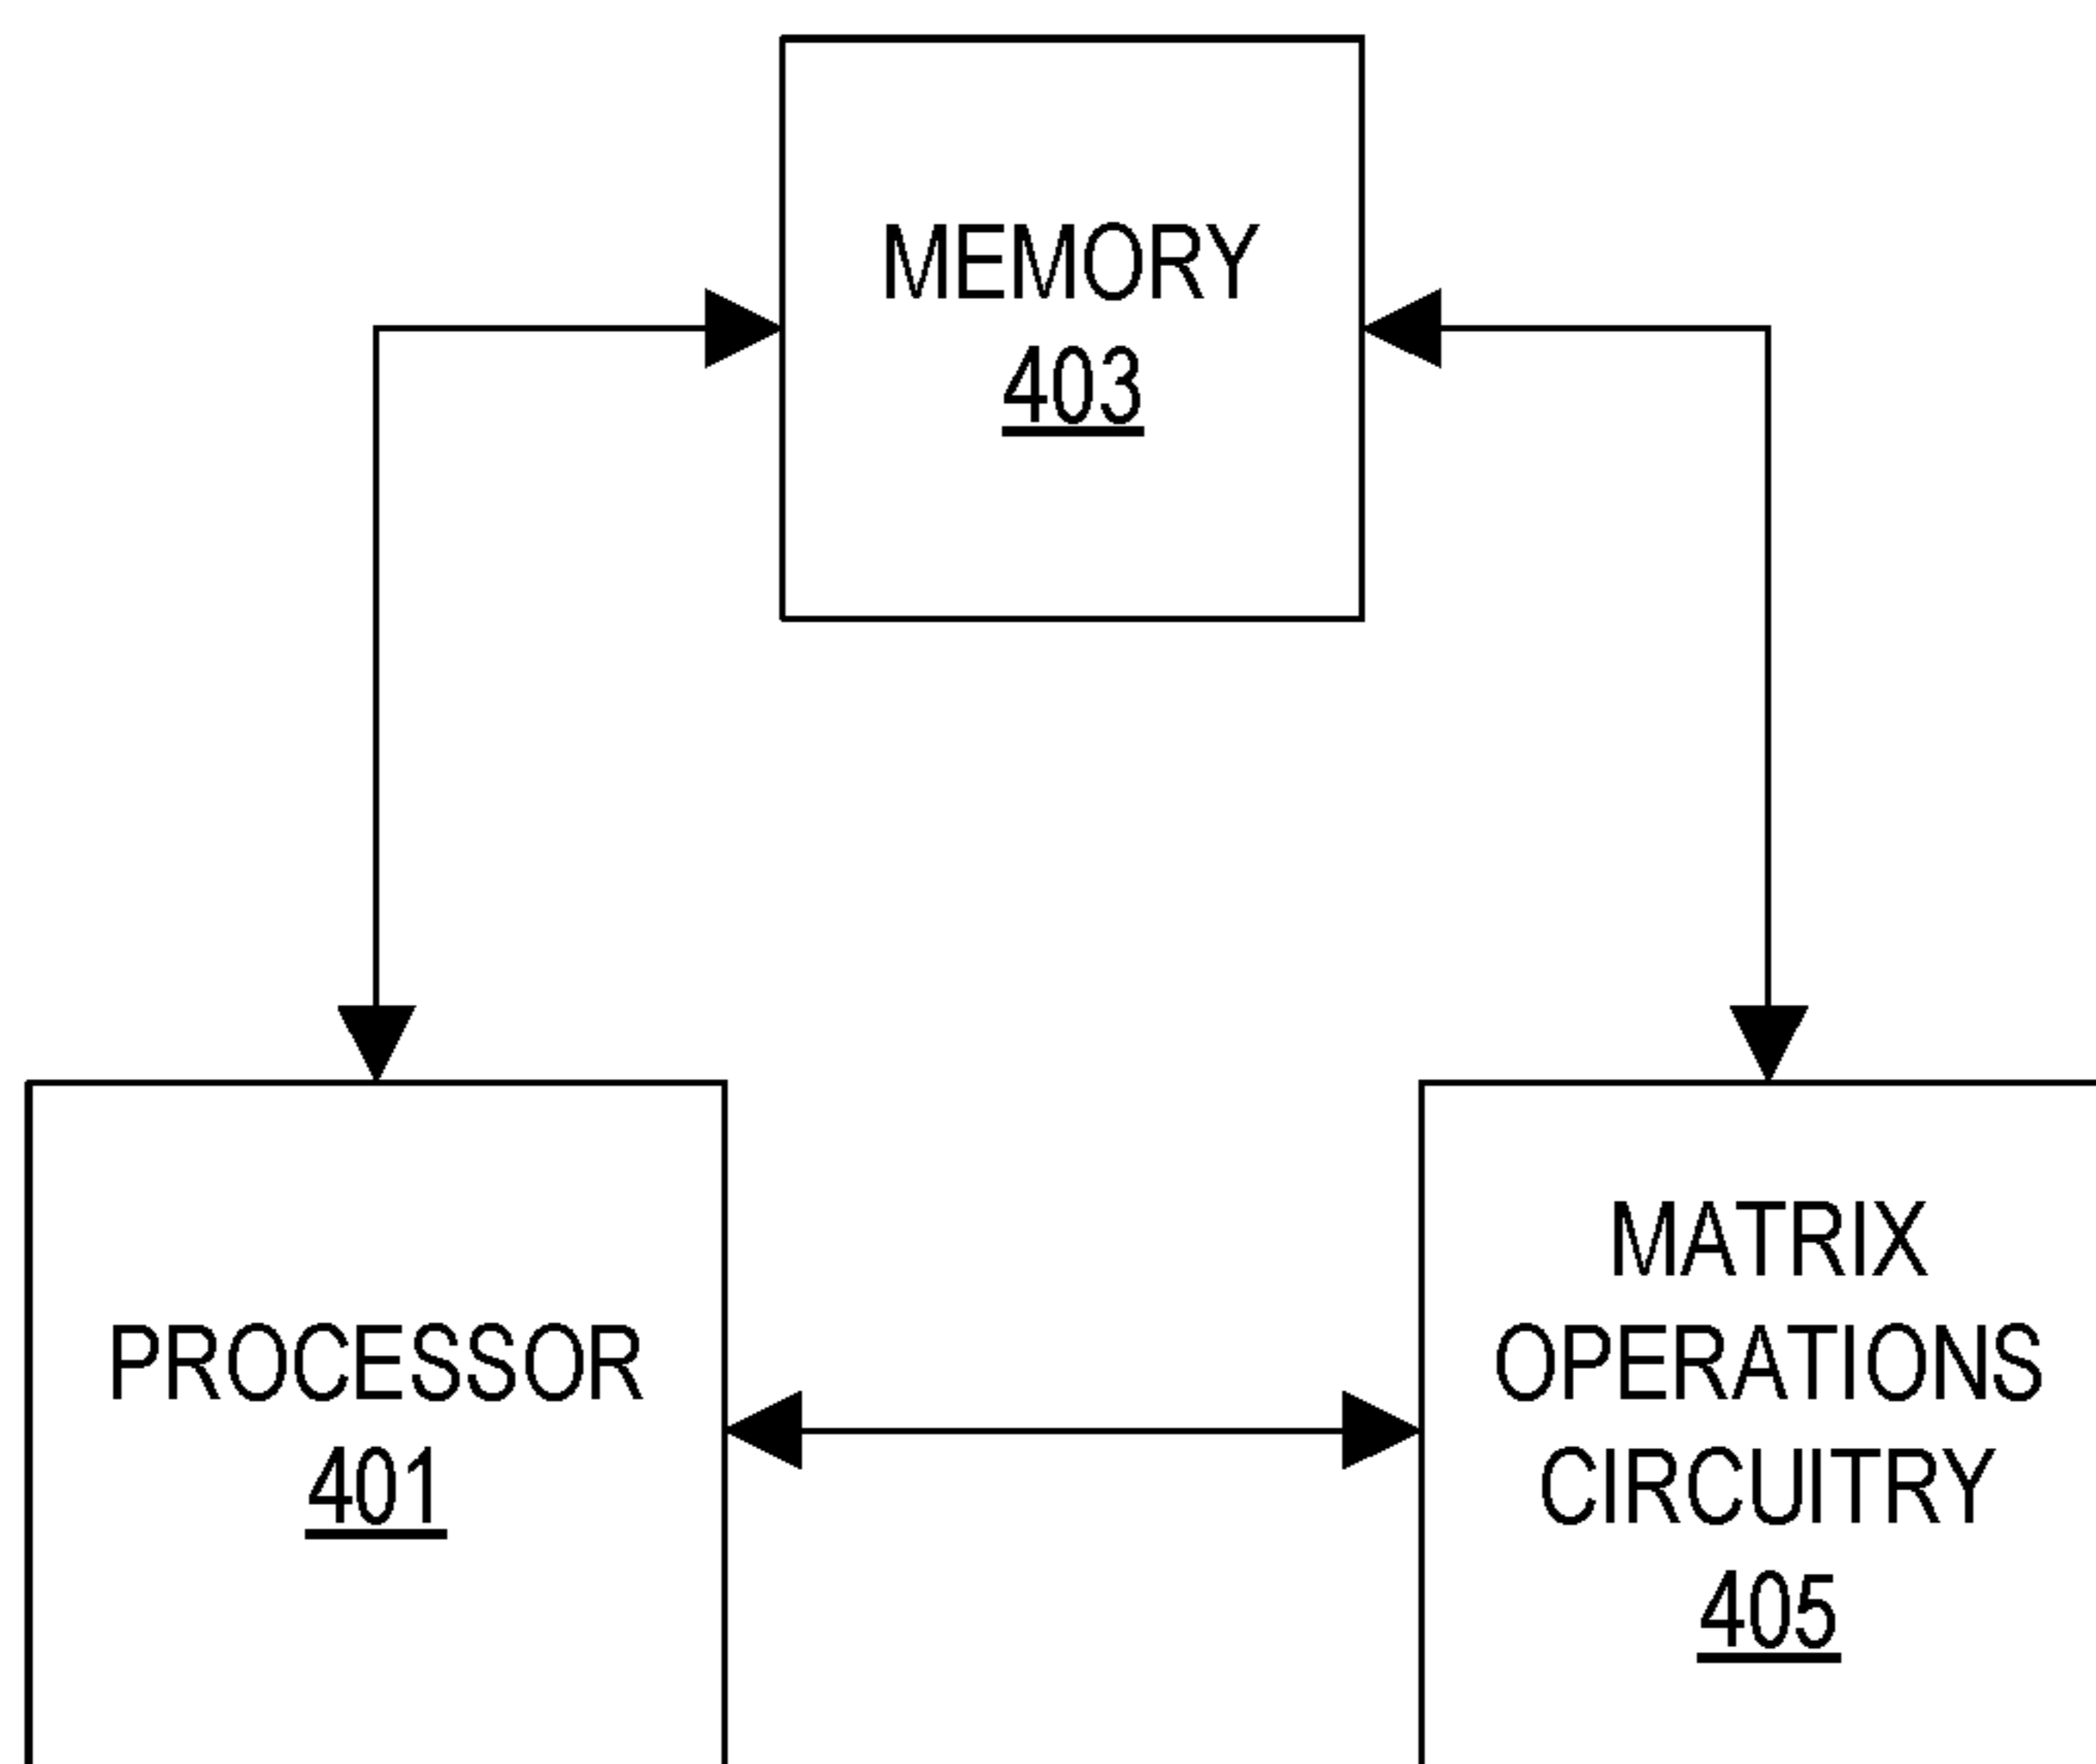 MEMORY
403
PROCESSOR
401
MATRIX
OPERATIONS
CIRCUITRY
405